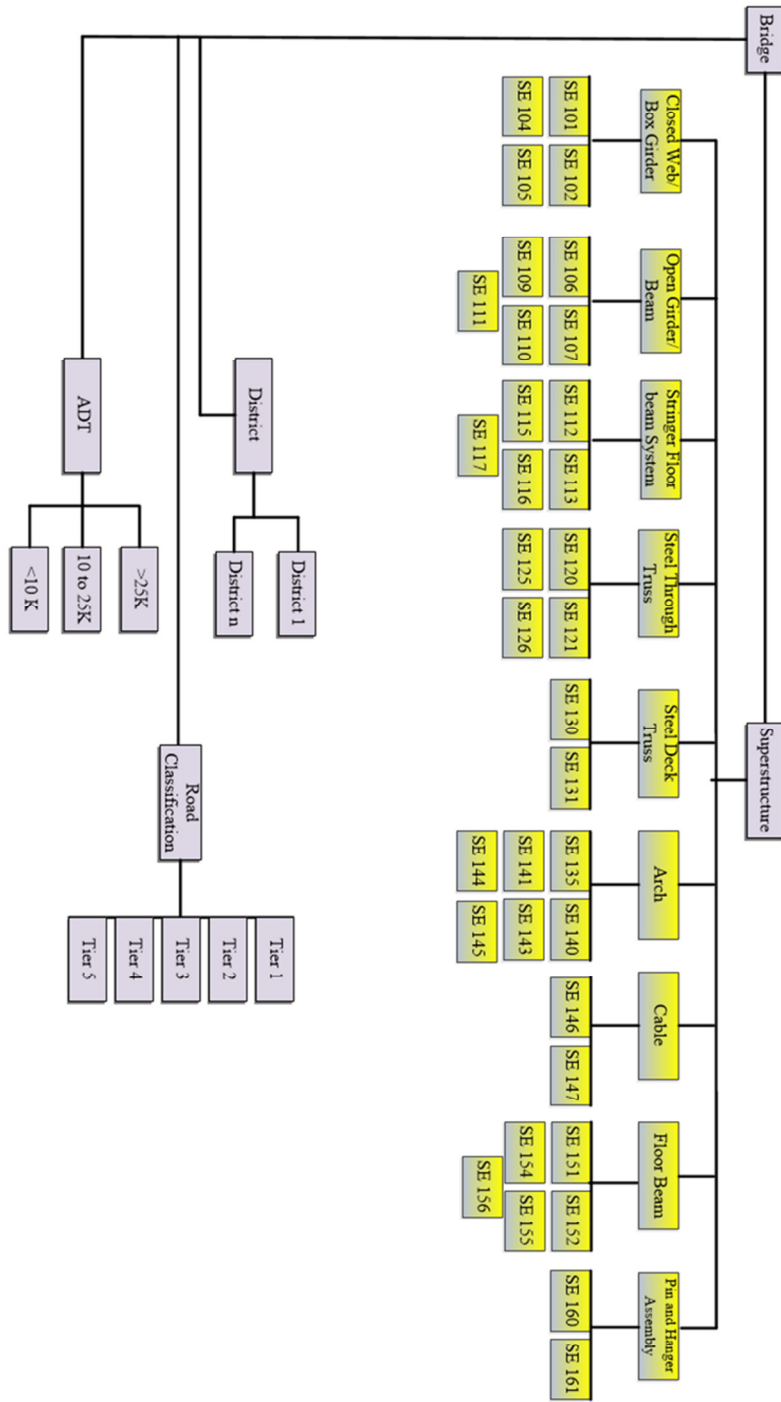 Bridge
Superstructure
Closed Web/
Box Girder
Open Girder/
Beam
Stringer Floor
beam System
Steel Through
Truss
Steel Deck
Truss
Arch
Cable
Floor Beam
Pin and Hanger
Assembly
SE 101
SE 102
SE 104
SE 105
SE 106
SE 107
SE 109
SE 110
SE 111
SE 112
SE 113
SE 115
SE 116
SE 117
SE 120
SE 121
SE 125
SE 126
SE 130
SE 131
SE 135
SE 140
SE 141
SE 143
SE 144
SE 145
SE 146
SE 147
SE 151
SE 152
SE 154
SE 155
SE 156
SE 160
SE 161
District
District 1
District n
Road
Classification
Tier 1
Tier 2
Tier 3
Tier 4
Tier 5
ADT
>25K
10 to 25K
<10 K